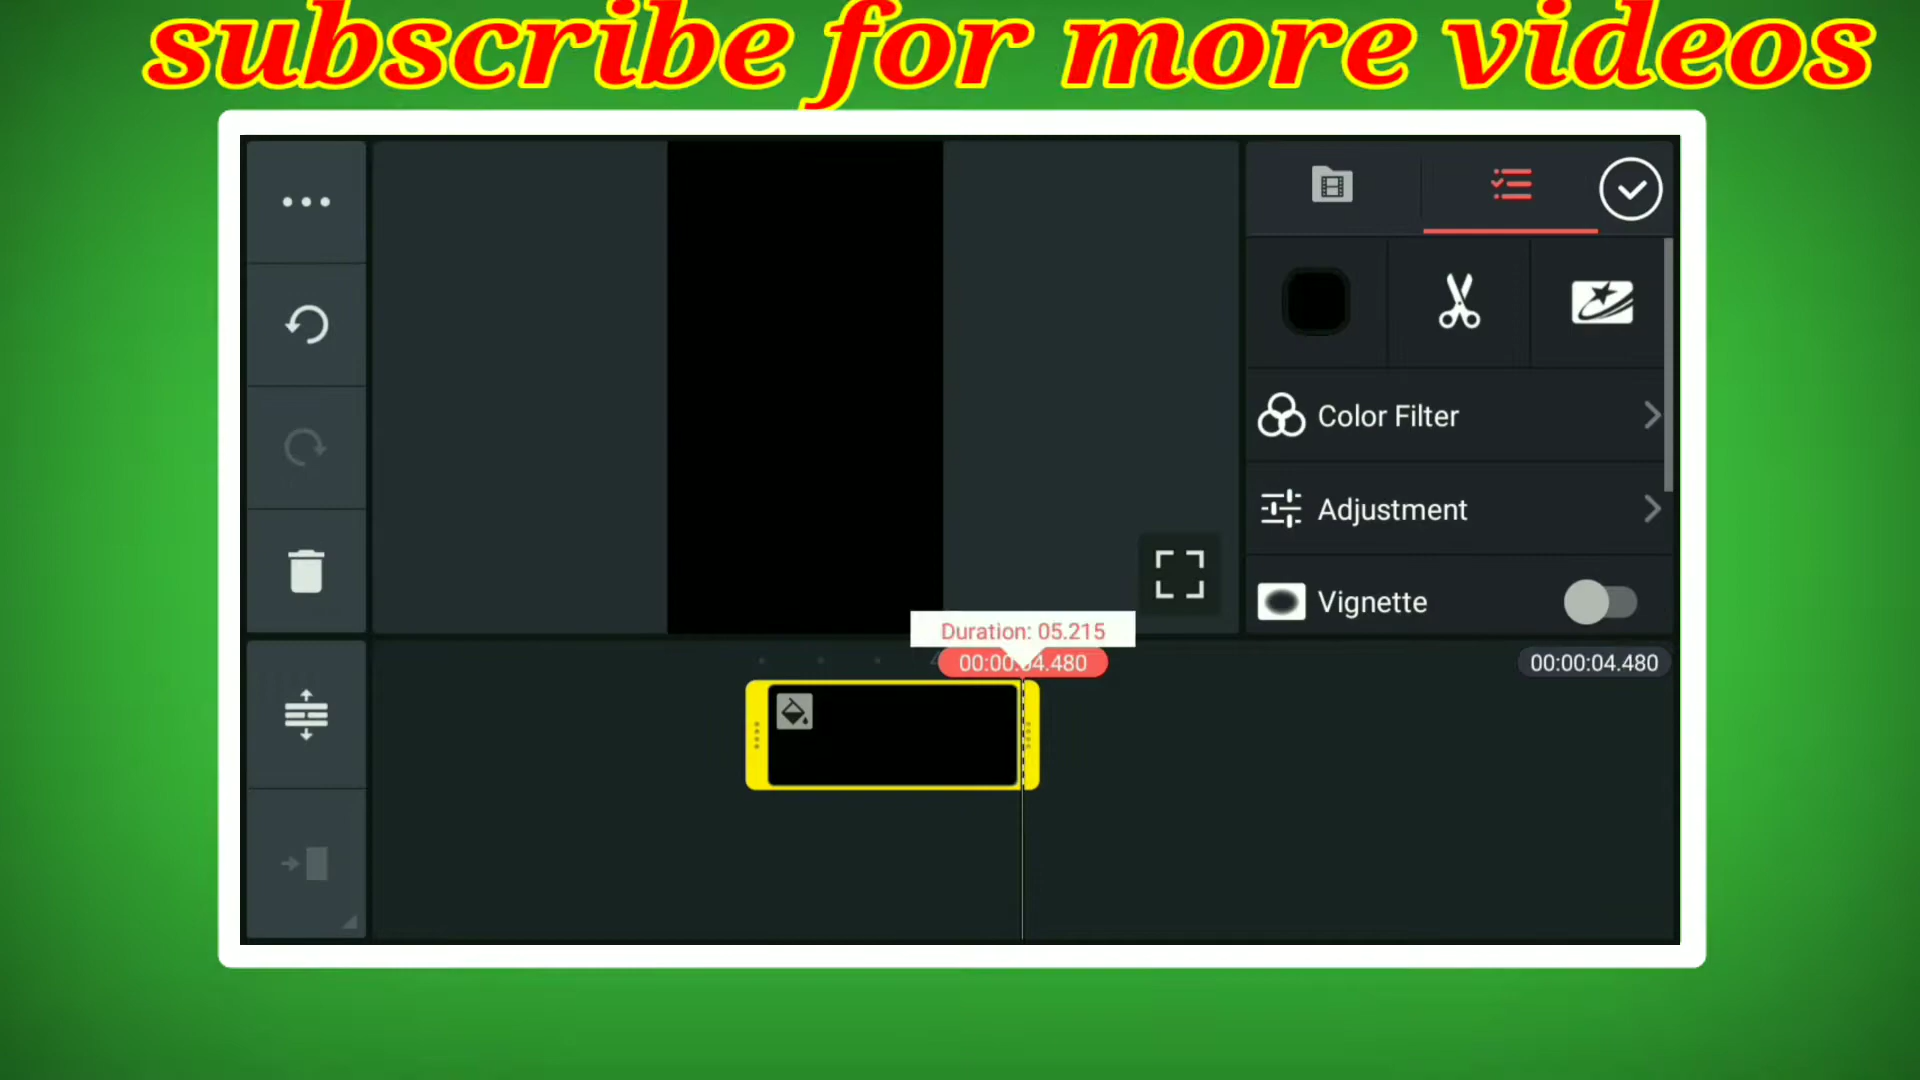 subscribe for more videos
Color Filter
Adjustment
Vignette
Duration: 05.215
00:00:04.480
00:00:04.480